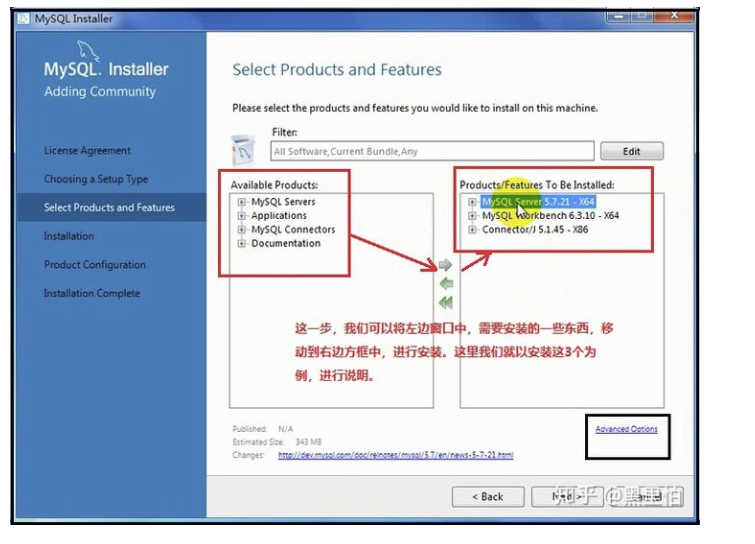 MySQL Installer
MySQL. Installer
Adding Community
License Agreement
Choosing a Setup Type
Select Products and Features
Installation
Product Configuration
Installation Complete
Select Products and Features
Please select the products and features you would like to install on this machine.
Filter:
All Software,Current Bundle,Any
Edit
Available Products:
MySQL Servers
Applications
MySQL Connectors
Documentation
Products/Features To Be Installed:
MySQL Server 5.7.21 - X64
MySQL Workbench 6.3.10 - X64
Connector/J 5.1.45 - X86
这一步，我们可以将左边窗口中，需要安装的一些东西，移
动到右边方框中，进行安装。这里我们就以安装这3个为
例，进行说明。
Published: N/A
Estimated Size: 343 MB
Changes: http://dev.mysql.com/doc/relnotes/mysql/5.7/en/news-5-7-21.html
Advanced Options
< Back
Next >
Cancel
知乎 @黑里怕